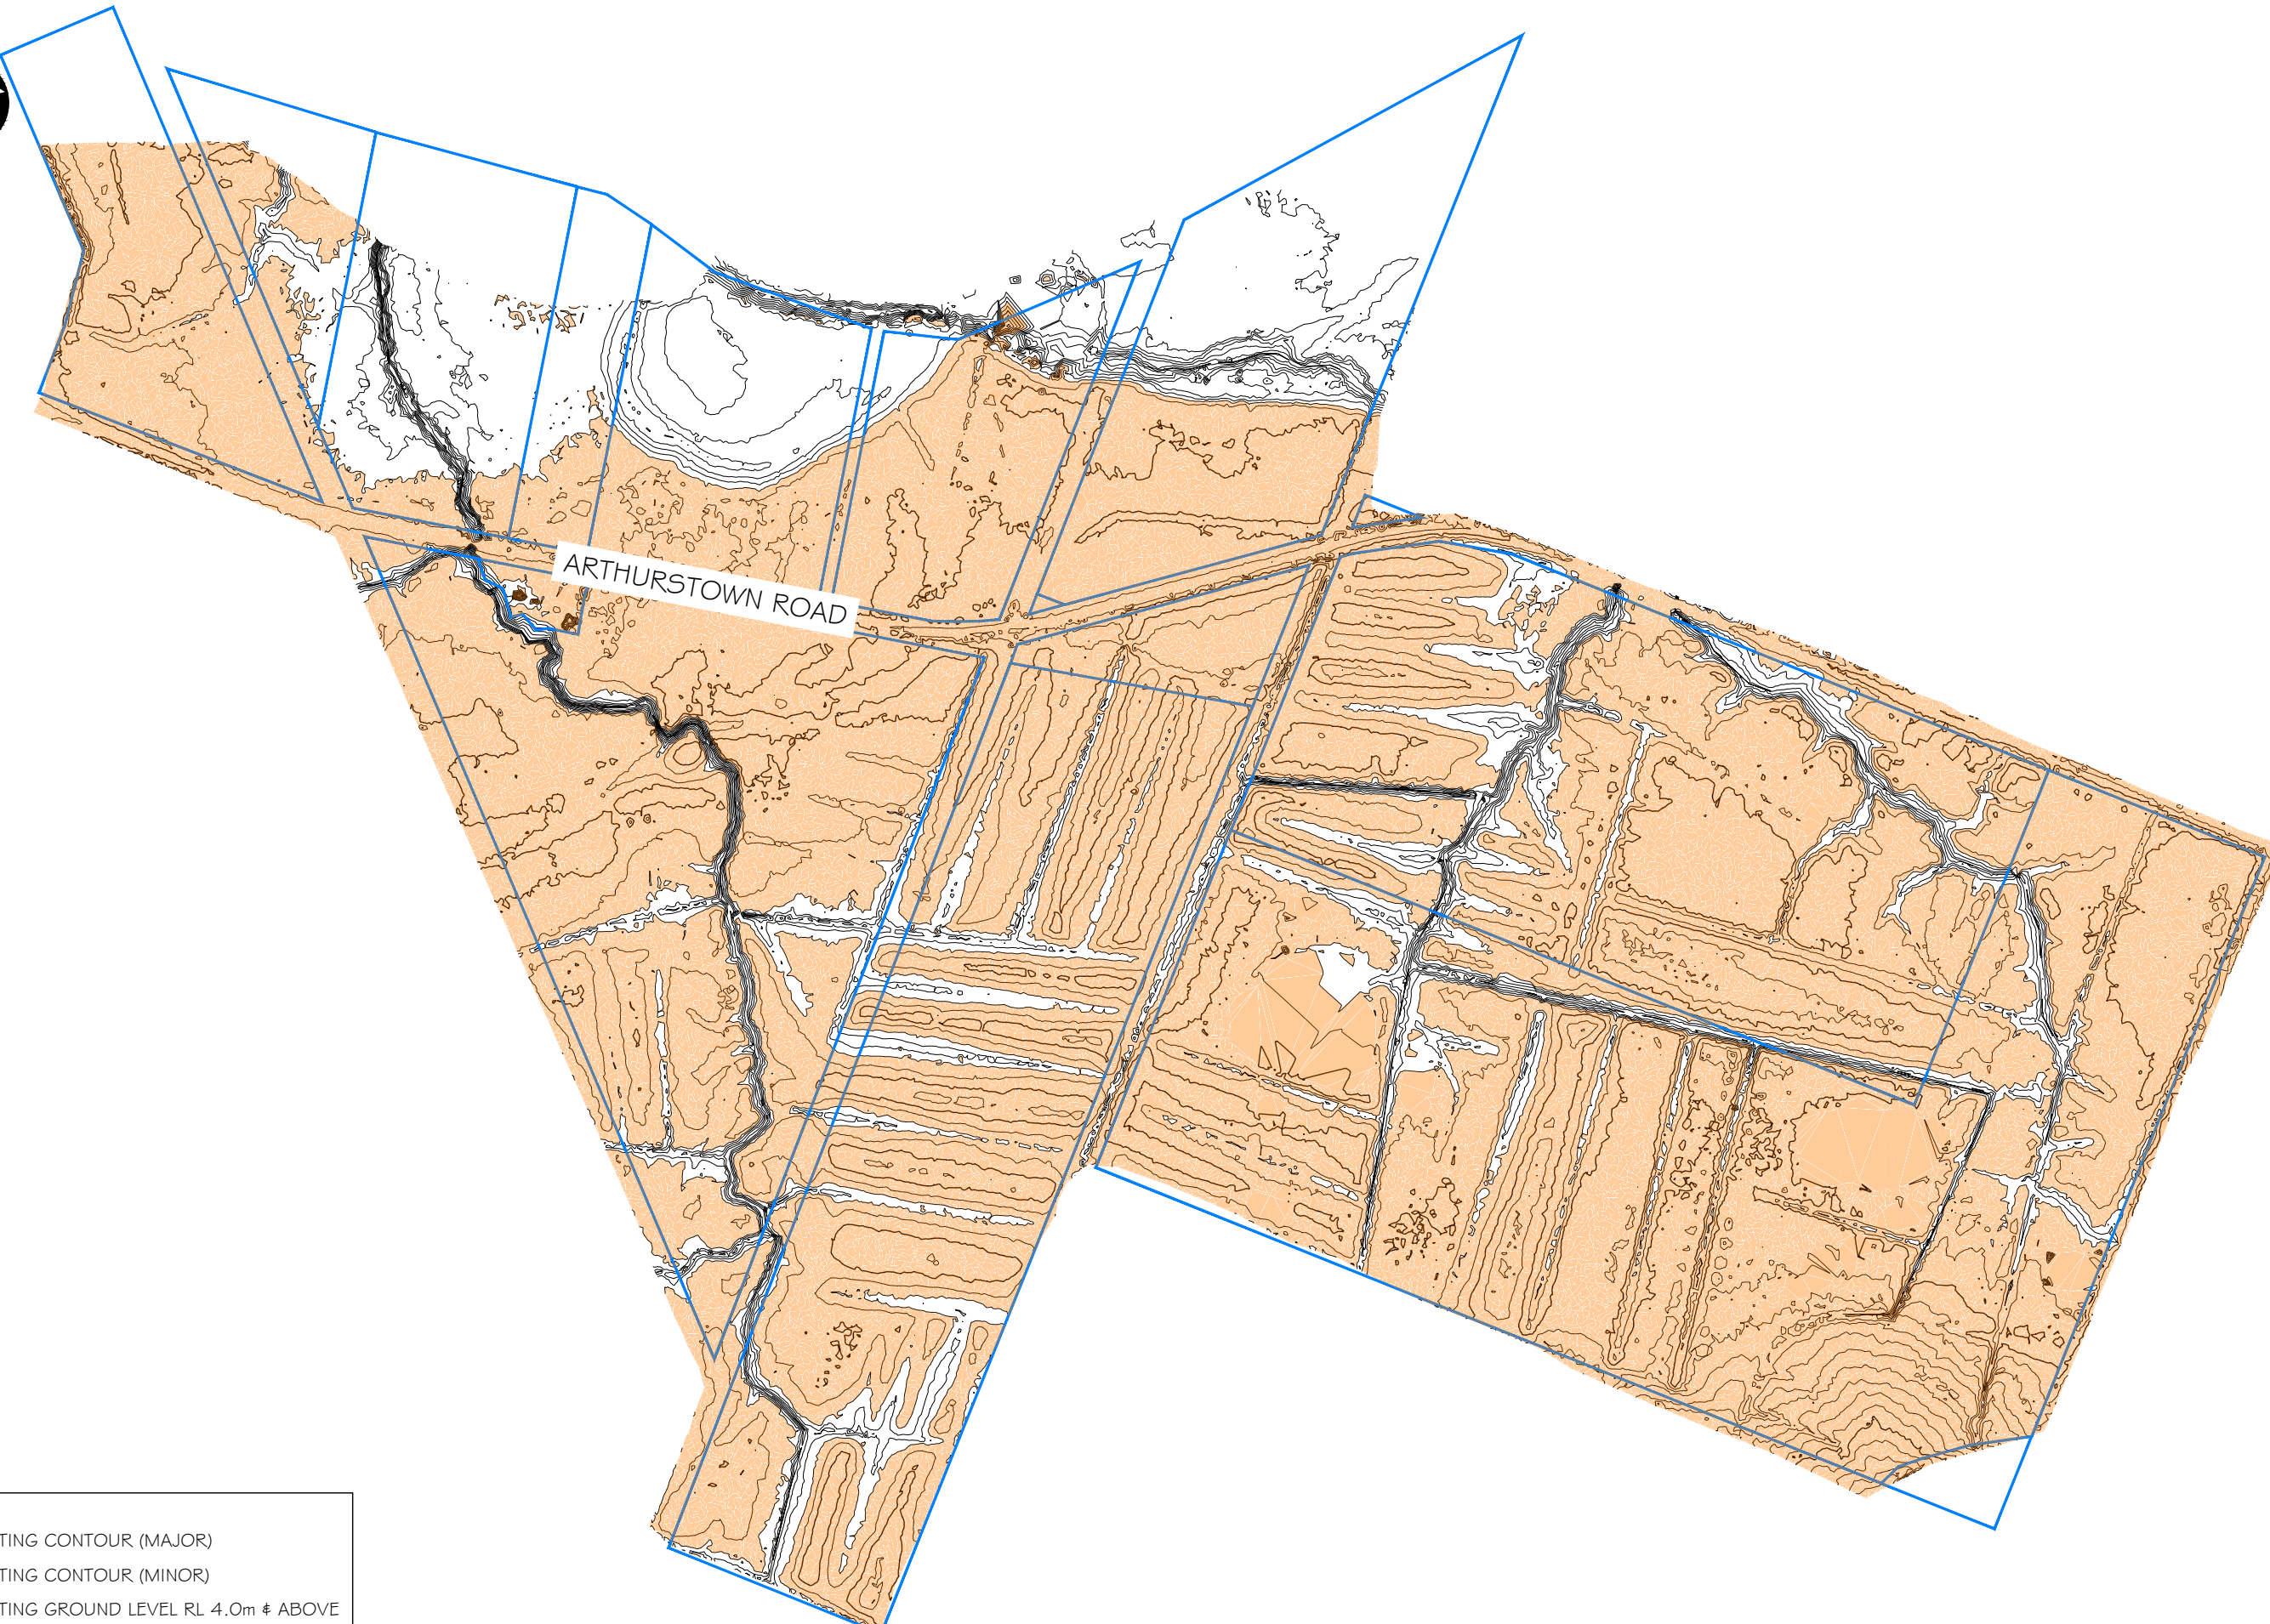 ARTHURSTOWN ROAD
TING CONTOUR (MAJOR)
TING CONTOUR (MINOR)
TING GROUND LEVEL RL 4.0m & ABOVE